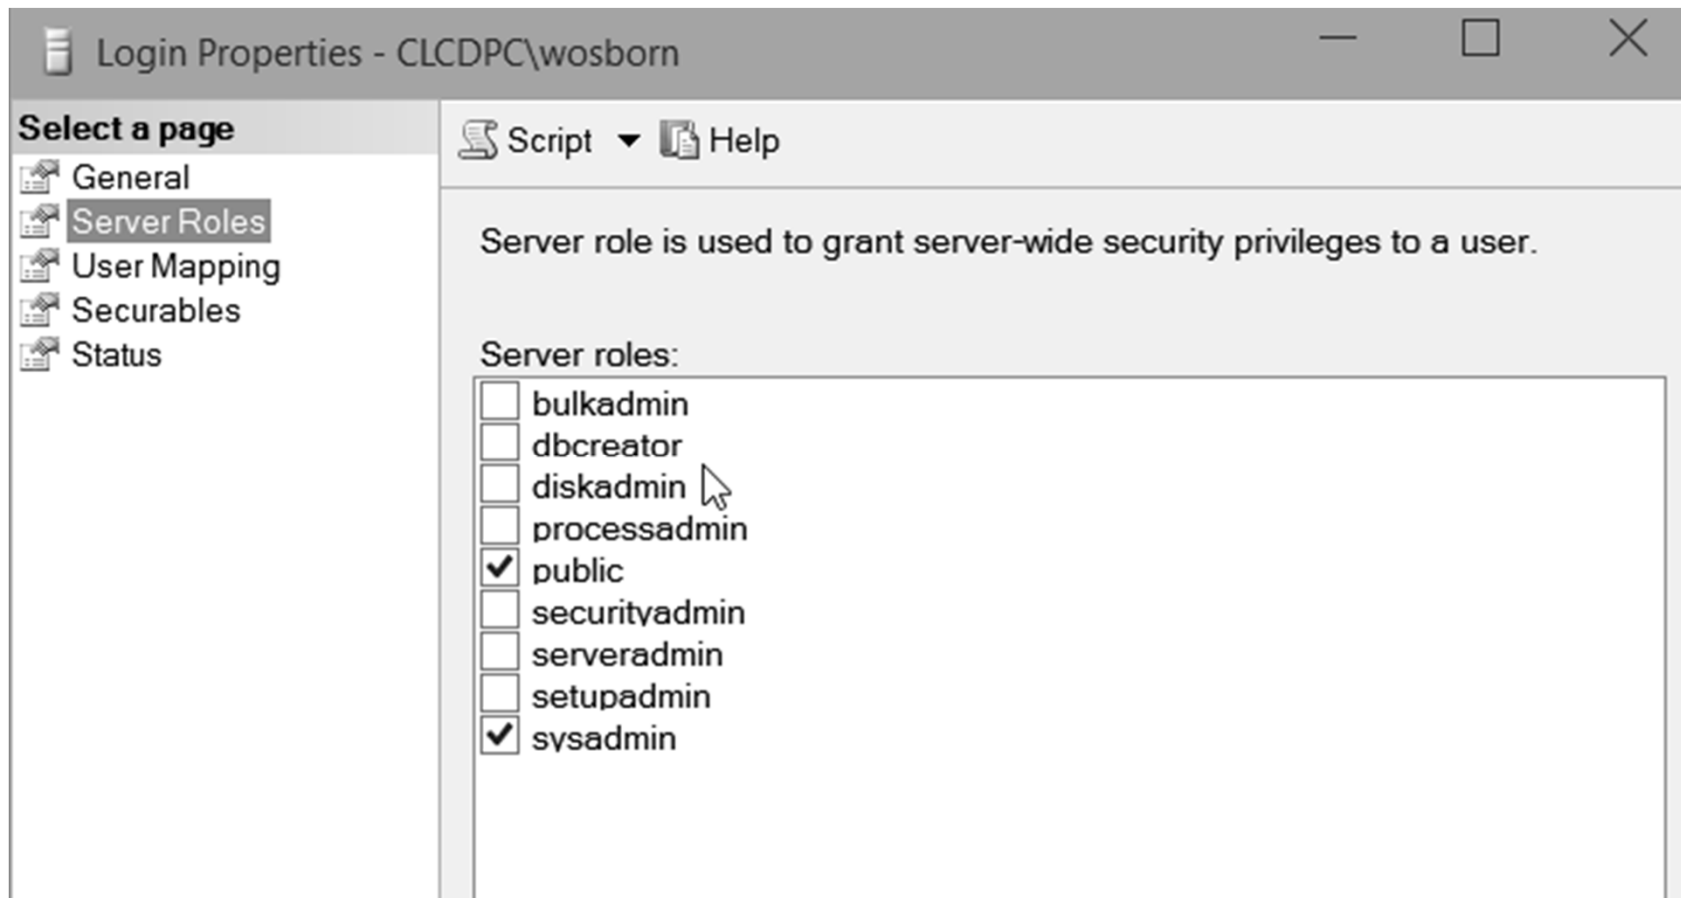 Login Properties - CLCDPC\wosborn
Select a page
General
Server Roles
User Mapping
Securables
Status
Script Help
Server role is used to grant server-wide security privileges to a user.
Server roles:
bulkadmin
dbcreator
diskadmin
processadmin
public
securityadmin
serveradmin
setupadmin
sysadmin